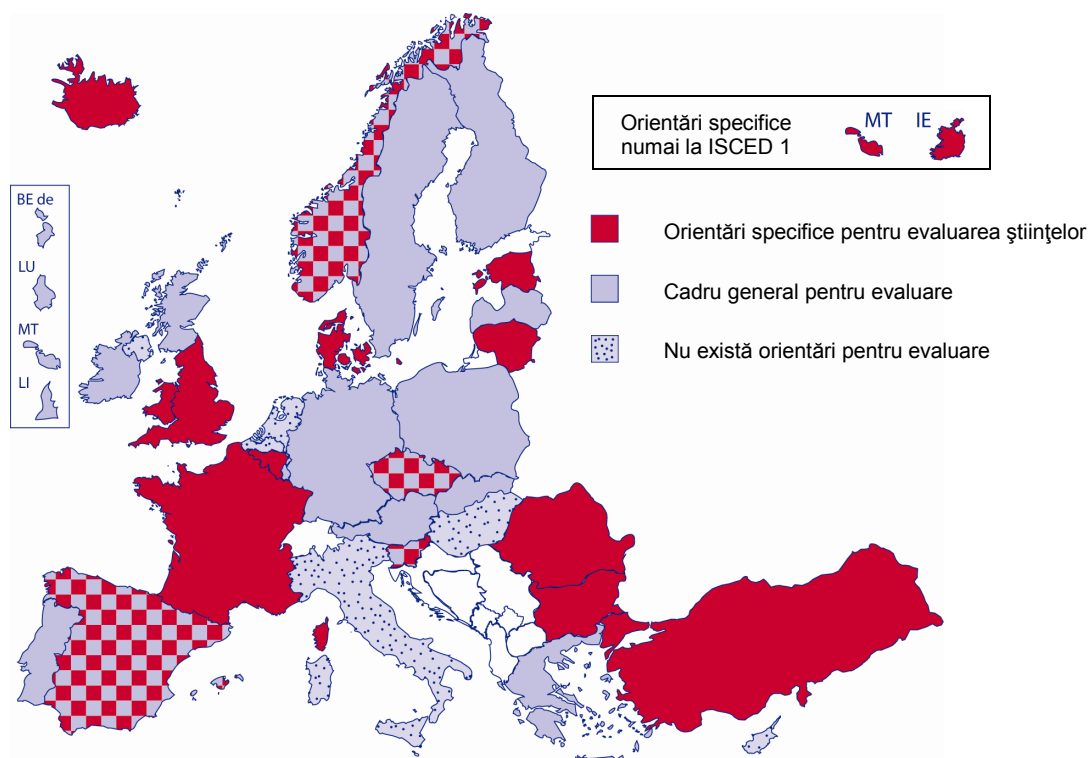 Orientări specifice
numai la ISCED 1
MT IE
BE de
LU
MT
LI
Orientări specifice pentru evaluarea ştiinţelor
Cadru general pentru evaluare
Nu există orientări pentru evaluare